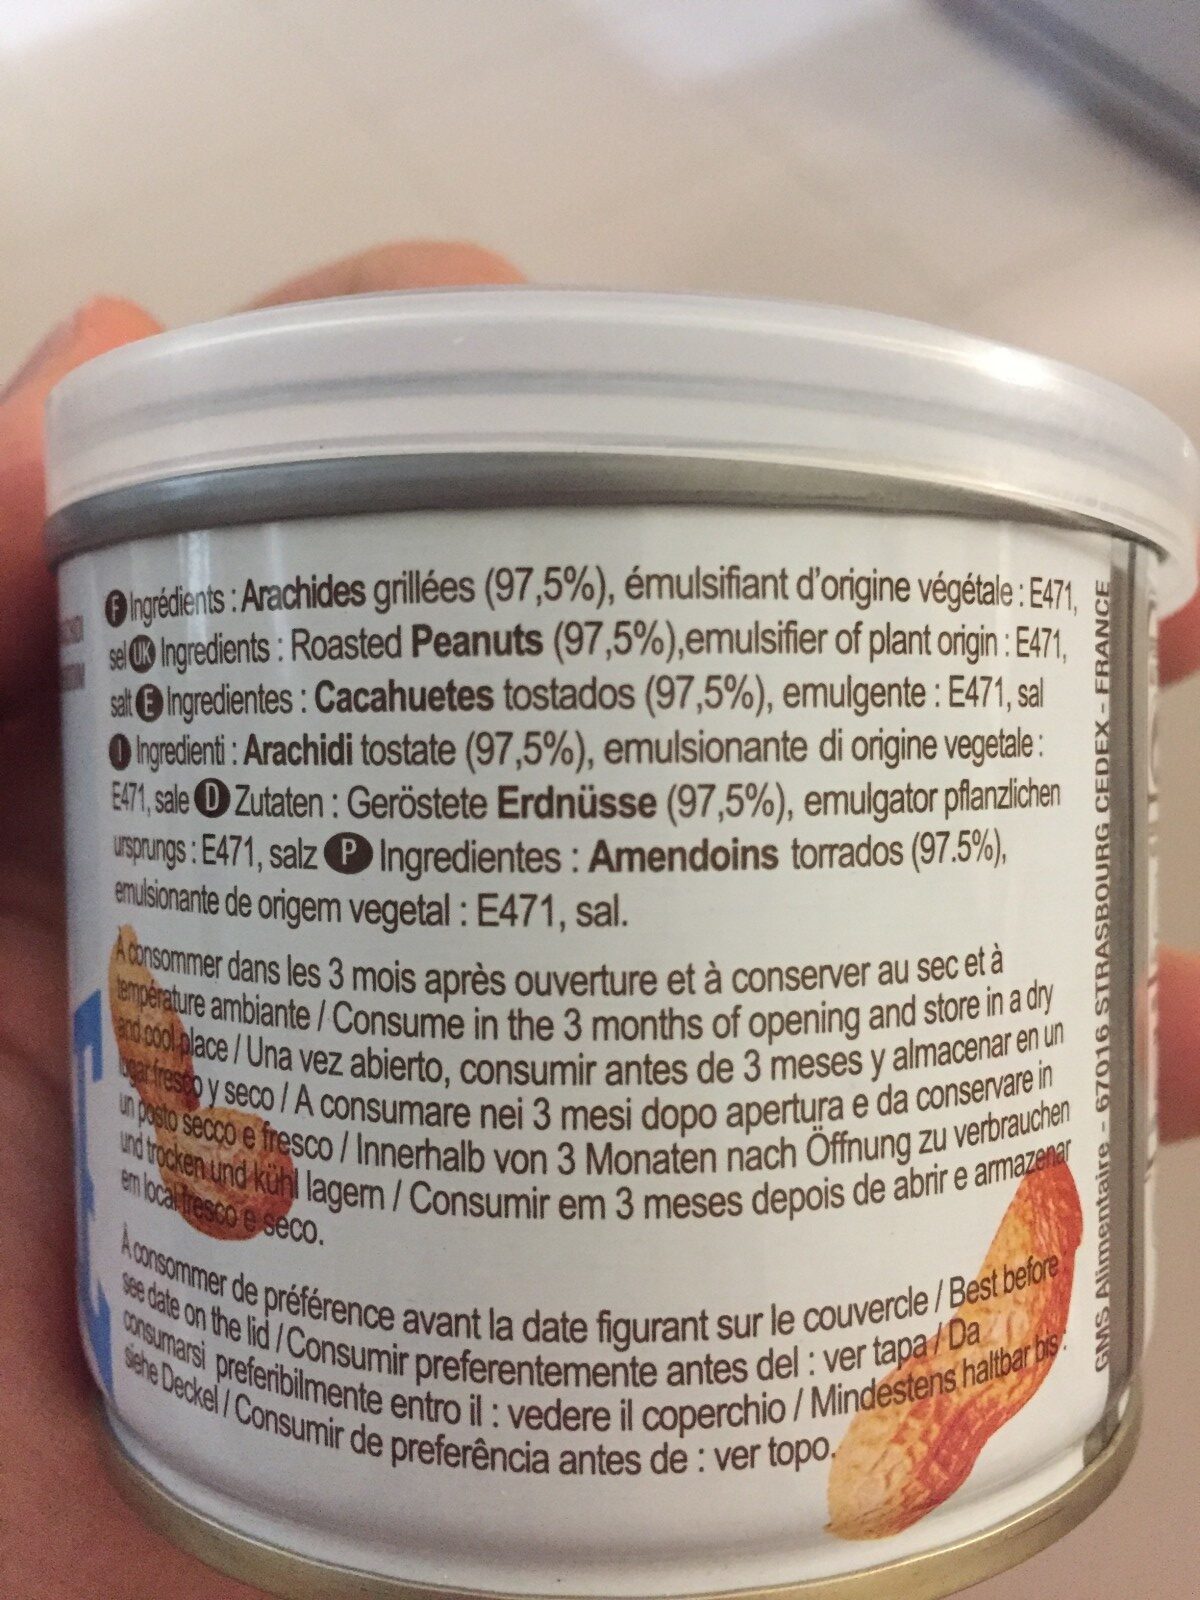 F Ingrédients : Arachides grillées (97,5%), émulsifiant d'origine végétale : E471,
sel UK Ingredients : Roasted Peanuts (97,5%),emulsifier of plant origin : E471,
salt E Ingredientes : Cacahuetes tostados (97,5%), emulgente : E471, sal
I Ingredienti : Arachidi tostate (97,5%), emulsionante di origine vegetale :
E471, sale D Zutaten : Geröstete Erdnüsse (97,5%), emulgator pflanzlichen
ursprungs : E471, salz P Ingredientes : Amendoins torrados (97.5%),
emulsionante de origem vegetal : E471, sal.
À consommer dans les 3 mois après ouverture et à conserver au sec et à
température ambiante / Consume in the 3 months of opening and store in a dry
and cool place / Una vez abierto, consumir antes de 3 meses y almacenar en un
lugar fresco y seco / A consumare nei 3 mesi dopo apertura e da conservare in
un posto secco e fresco / Innerhalb von 3 Monaten nach Öffnung zu verbrauchen
und trocken und kühl lagern / Consumir em 3 meses depois de abrir e armazenar
em local fresco e seco.
À consommer de préférence avant la date figurant sur le couvercle / Best before
see date on the lid / Consumir preferentemente antes del : ver tapa / Da
consumarsi preferibilmente entro il : vedere il coperchio / Mindestens haltbar bis :
siehe Deckel / Consumir de preferência antes de : ver topo.
GMS Alimentaire - 67016 STRASBOURG CEDEX - FRANCE